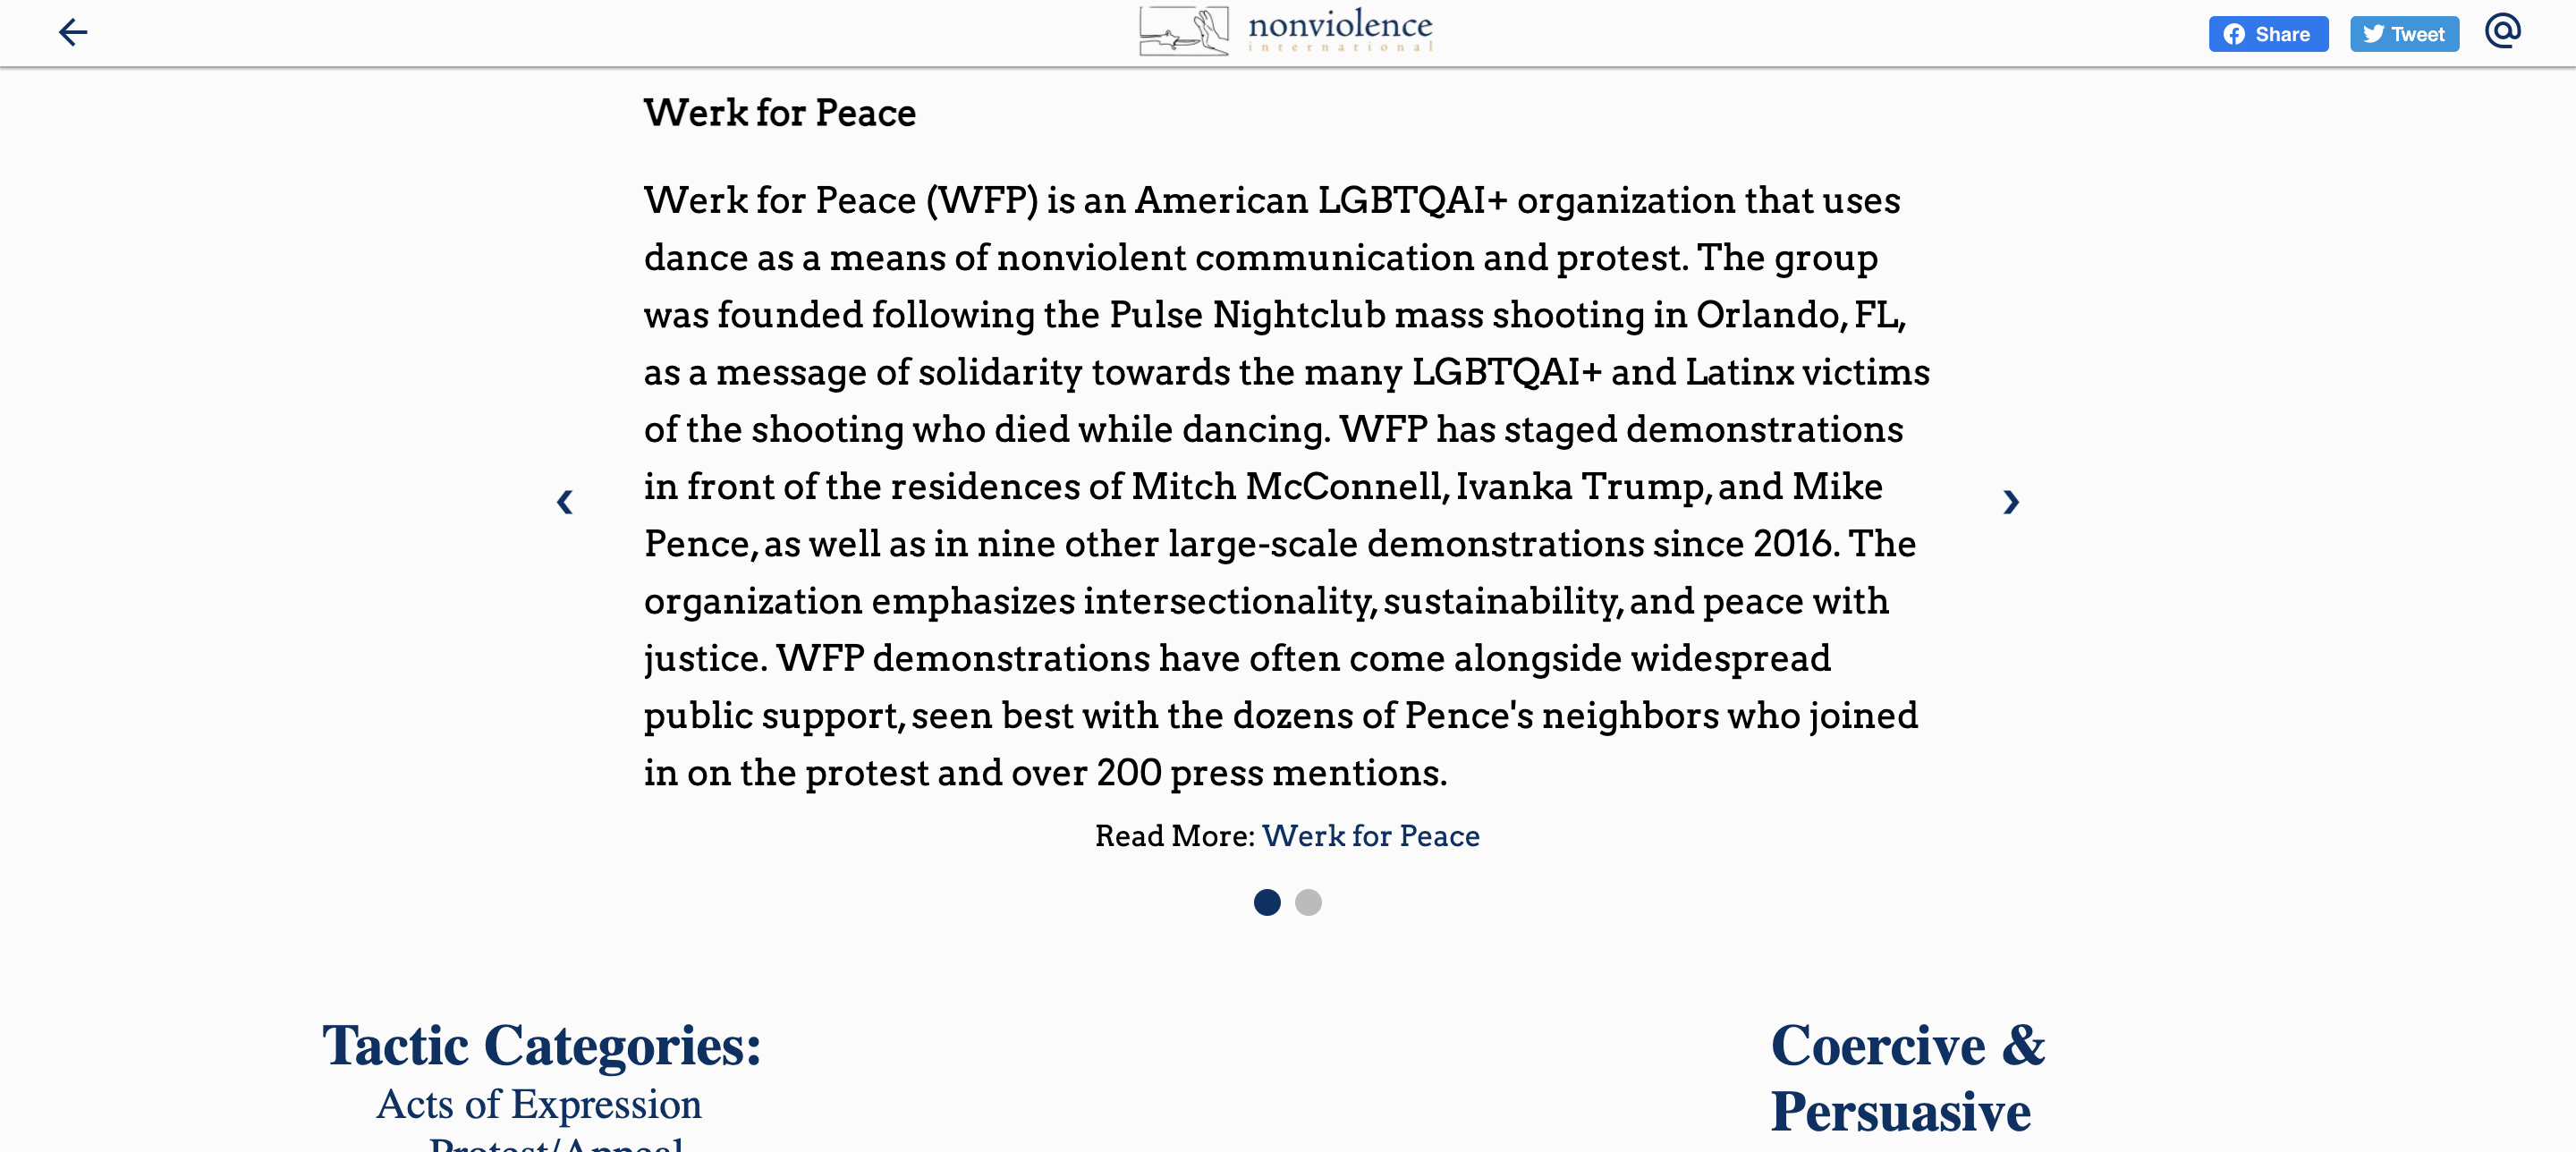 nonviolence
international
Share
Tweet
Werk for Peace
Werk for Peace (WFP) is an American LGBTQAI+ organization that uses
dance as a means of nonviolent communication and protest. The group
was founded following the Pulse Nightclub mass shooting in Orlando, FL,
as a message of solidarity towards the many LGBTQAI+ and Latinx victims
of the shooting who died while dancing. WFP has staged demonstrations
in front of the residences of Mitch McConnell, Ivanka Trump, and Mike
Pence, as well as in nine other large-scale demonstrations since 2016. The
organization emphasizes intersectionality, sustainability, and peace with
justice. WFP demonstrations have often come alongside widespread
public support, seen best with the dozens of Pence's neighbors who joined
in on the protest and over 200 press mentions.
Read More: Werk for Peace
Tactic Categories:
Acts of Expression
Protest/Appeal
Coercive &
Persuasive